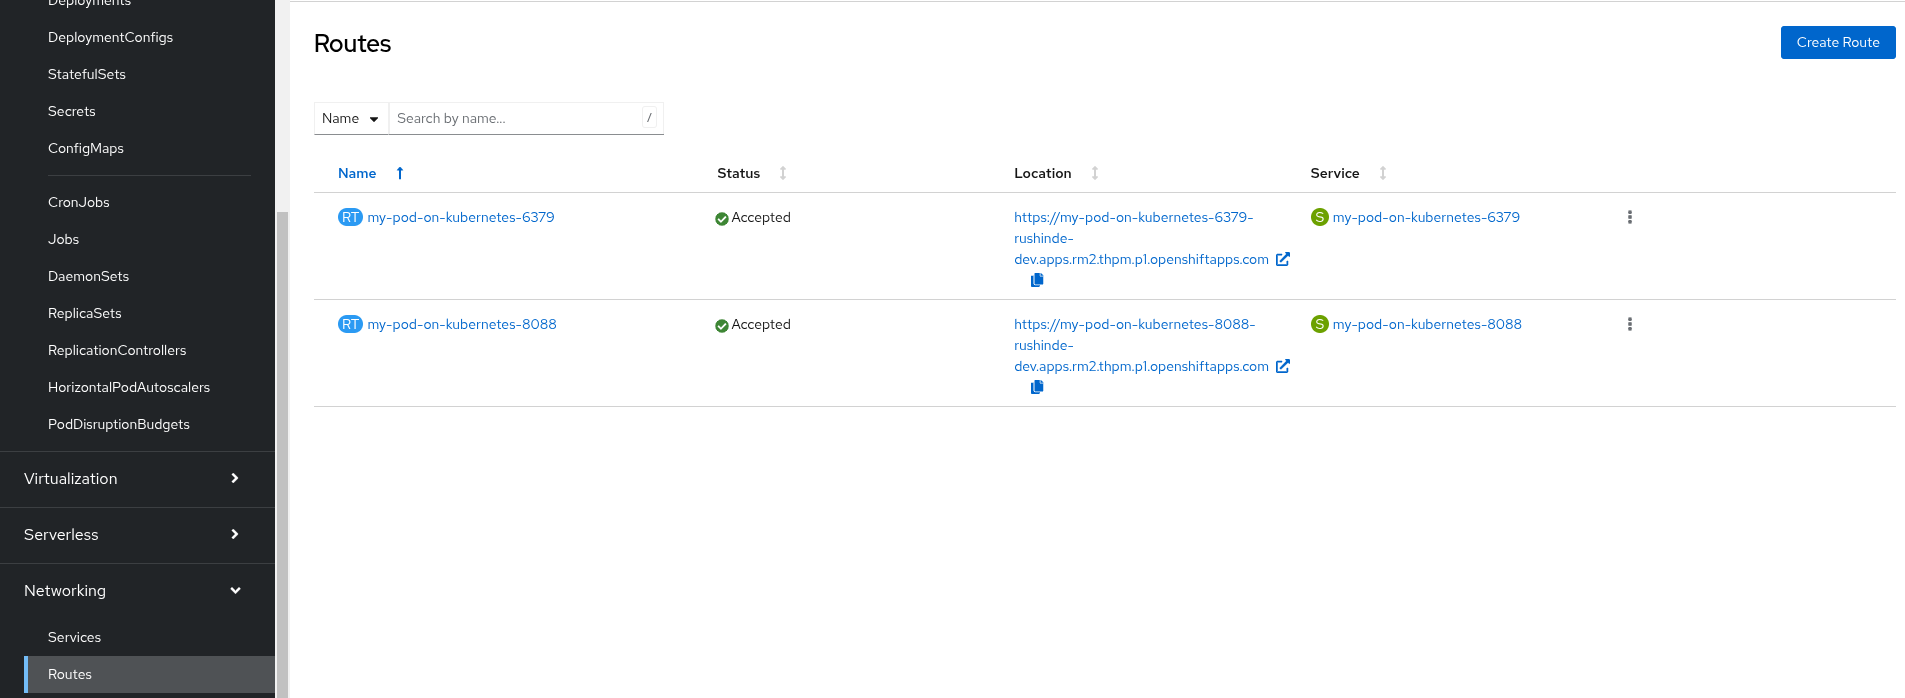 Deployments
DeploymentConfigs
StatefulSets
Secrets
ConfigMaps
CronJobs
Jobs
DaemonSets
ReplicaSets
ReplicationControllers
HorizontalPodAutoscalers
PodDisruptionBudgets
Virtualization
Serverless
Networking
Services
Routes
Routes
Create Route
Name
Search by name...
/
Name Status Location Service
RT my-pod-on-kubernetes-6379 Accepted https://my-pod-on-kubernetes-6379- S my-pod-on-kubernetes-6379
rushinde-
dev.apps.rm2.thpm.p1.openshiftapps.com
RT my-pod-on-kubernetes-8088 Accepted https://my-pod-on-kubernetes-8088- S my-pod-on-kubernetes-8088
rushinde-
dev.apps.rm2.thpm.p1.openshiftapps.com